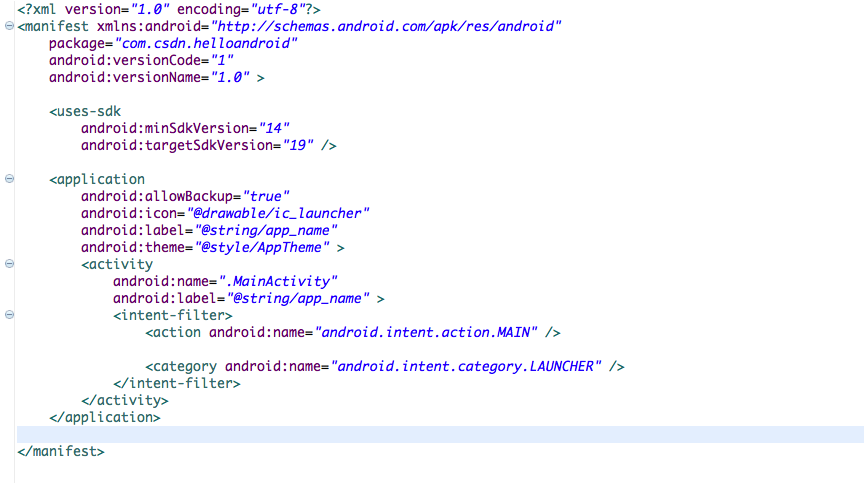 <?xml version="1.0" encoding="utf-8"?>
<manifest xmlns:android="http://schemas.android.com/apk/res/android"
    package="com.csdn.helloandroid"
    android:versionCode="1"
    android:versionName="1.0" >

    <uses-sdk
        android:minSdkVersion="14"
        android:targetSdkVersion="19" />

    <application
        android:allowBackup="true"
        android:icon="@drawable/ic_launcher"
        android:label="@string/app_name"
        android:theme="@style/AppTheme" >
        <activity
            android:name=".MainActivity"
            android:label="@string/app_name" >
            <intent-filter>
                <action android:name="android.intent.action.MAIN" />

                <category android:name="android.intent.category.LAUNCHER" />
            </intent-filter>
        </activity>
    </application>

</manifest>